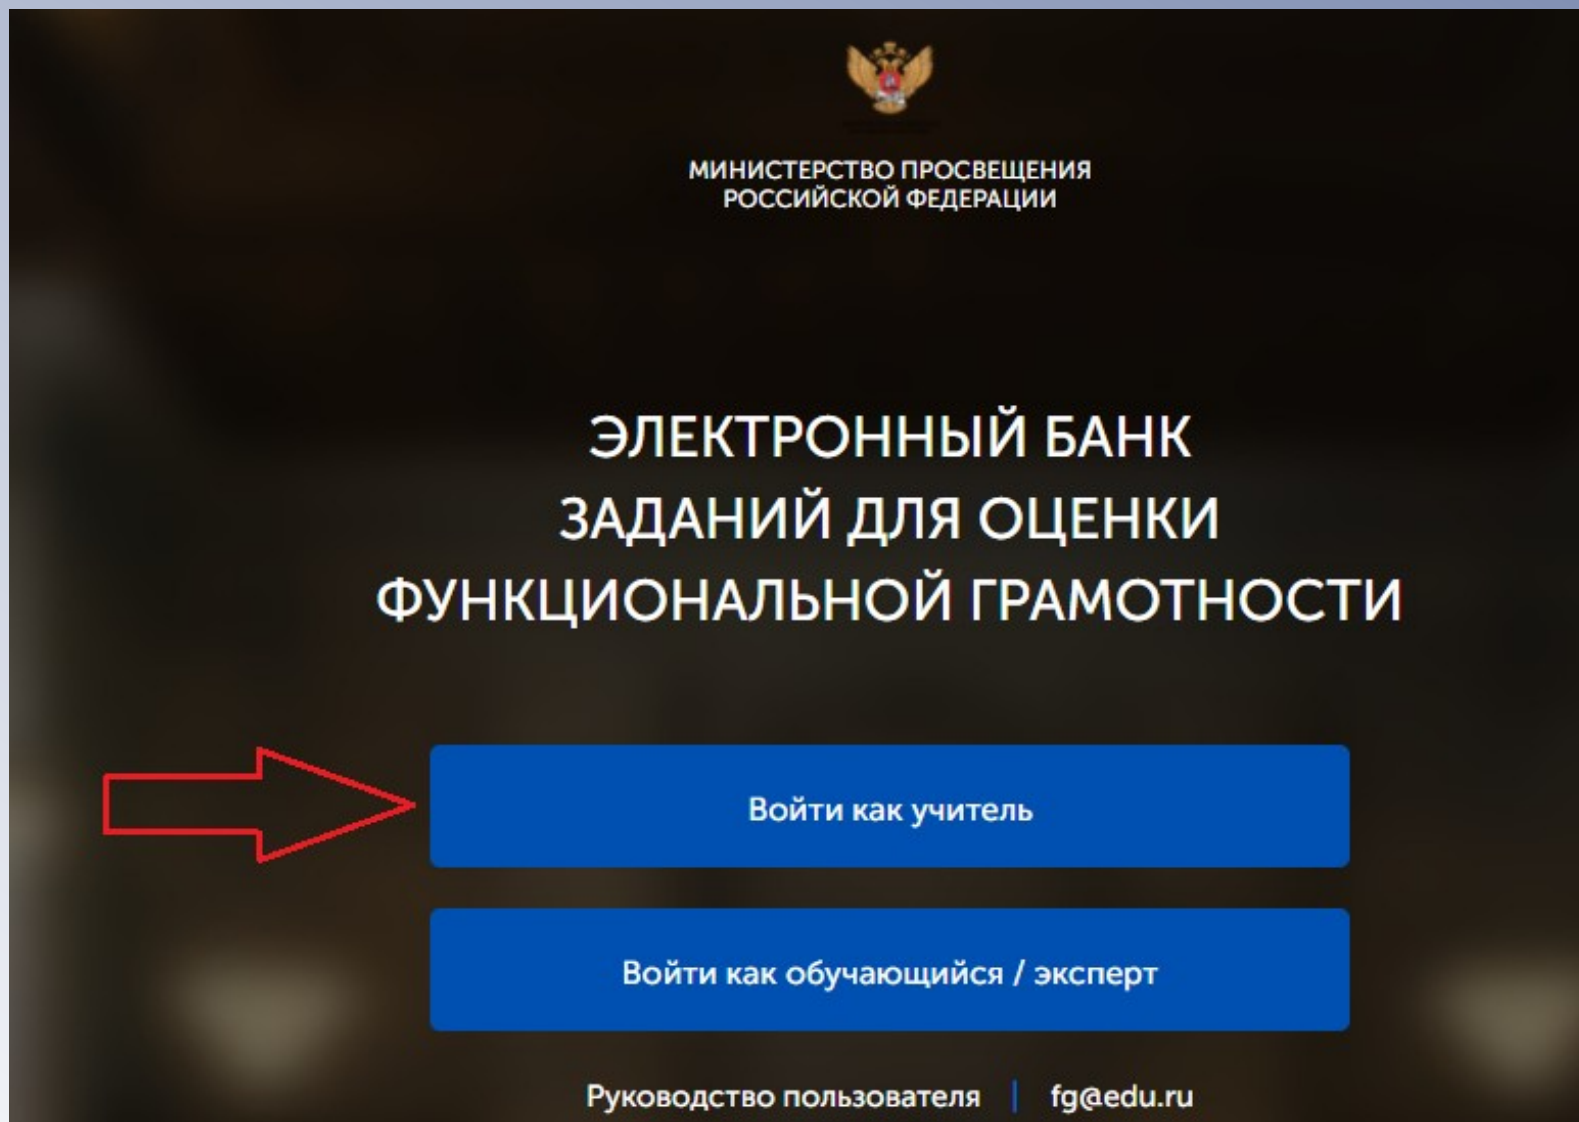 МИНИСТЕРСТВО ПРОСВЕЩЕНИЯ
РОССИЙСКОЙ ФЕДЕРАЦИИ
ЭЛЕКТРОННЫЙ БАНК
ЗАДАНИЙ ДЛЯ ОЦЕНКИ
ФУНКЦИОНАЛЬНОЙ ГРАМОТНОСТИ
Войти как учитель
Войти как обучающийся / эксперт
Руководство пользователя | fg@edu.ru